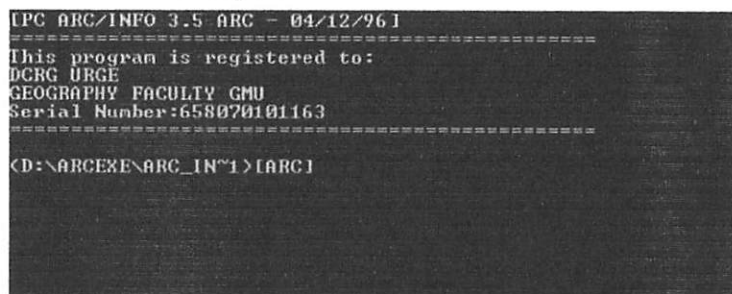 [PC ARC/INFO 3.5 ARC - 04/12/96]
=====================================================
This program is registered to:
DCRG URGE
GEOGRAPHY FACULTY GMU
Serial Number:658070101163
=====================================================
(D:\ARCEXE\ARC_IN~1)[ARC]